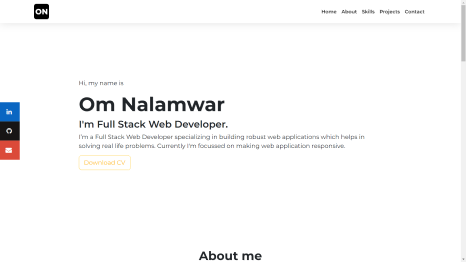 ON
Home About Skills Projects Contact
Hi, my name is
Om Nalamwar
I'm Full Stack Web Developer.
I'm a Full Stack Web Developer specializing in building robust web applications which helps in
solving real life problems. Currently I'm focussed on making web application responsive.
Download CV
in
About me